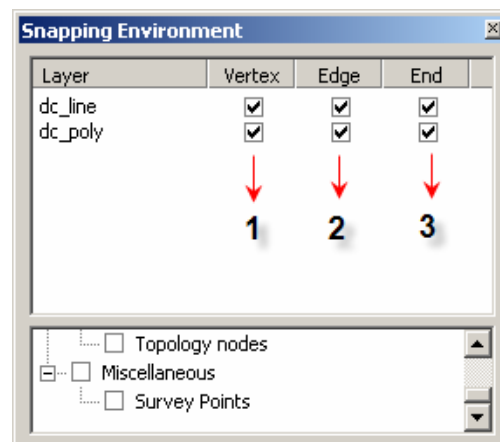 Snapping Environment
Layer Vertex Edge End
dc_line
dc_poly
1 2 3
Topology nodes
Miscellaneous
Survey Points